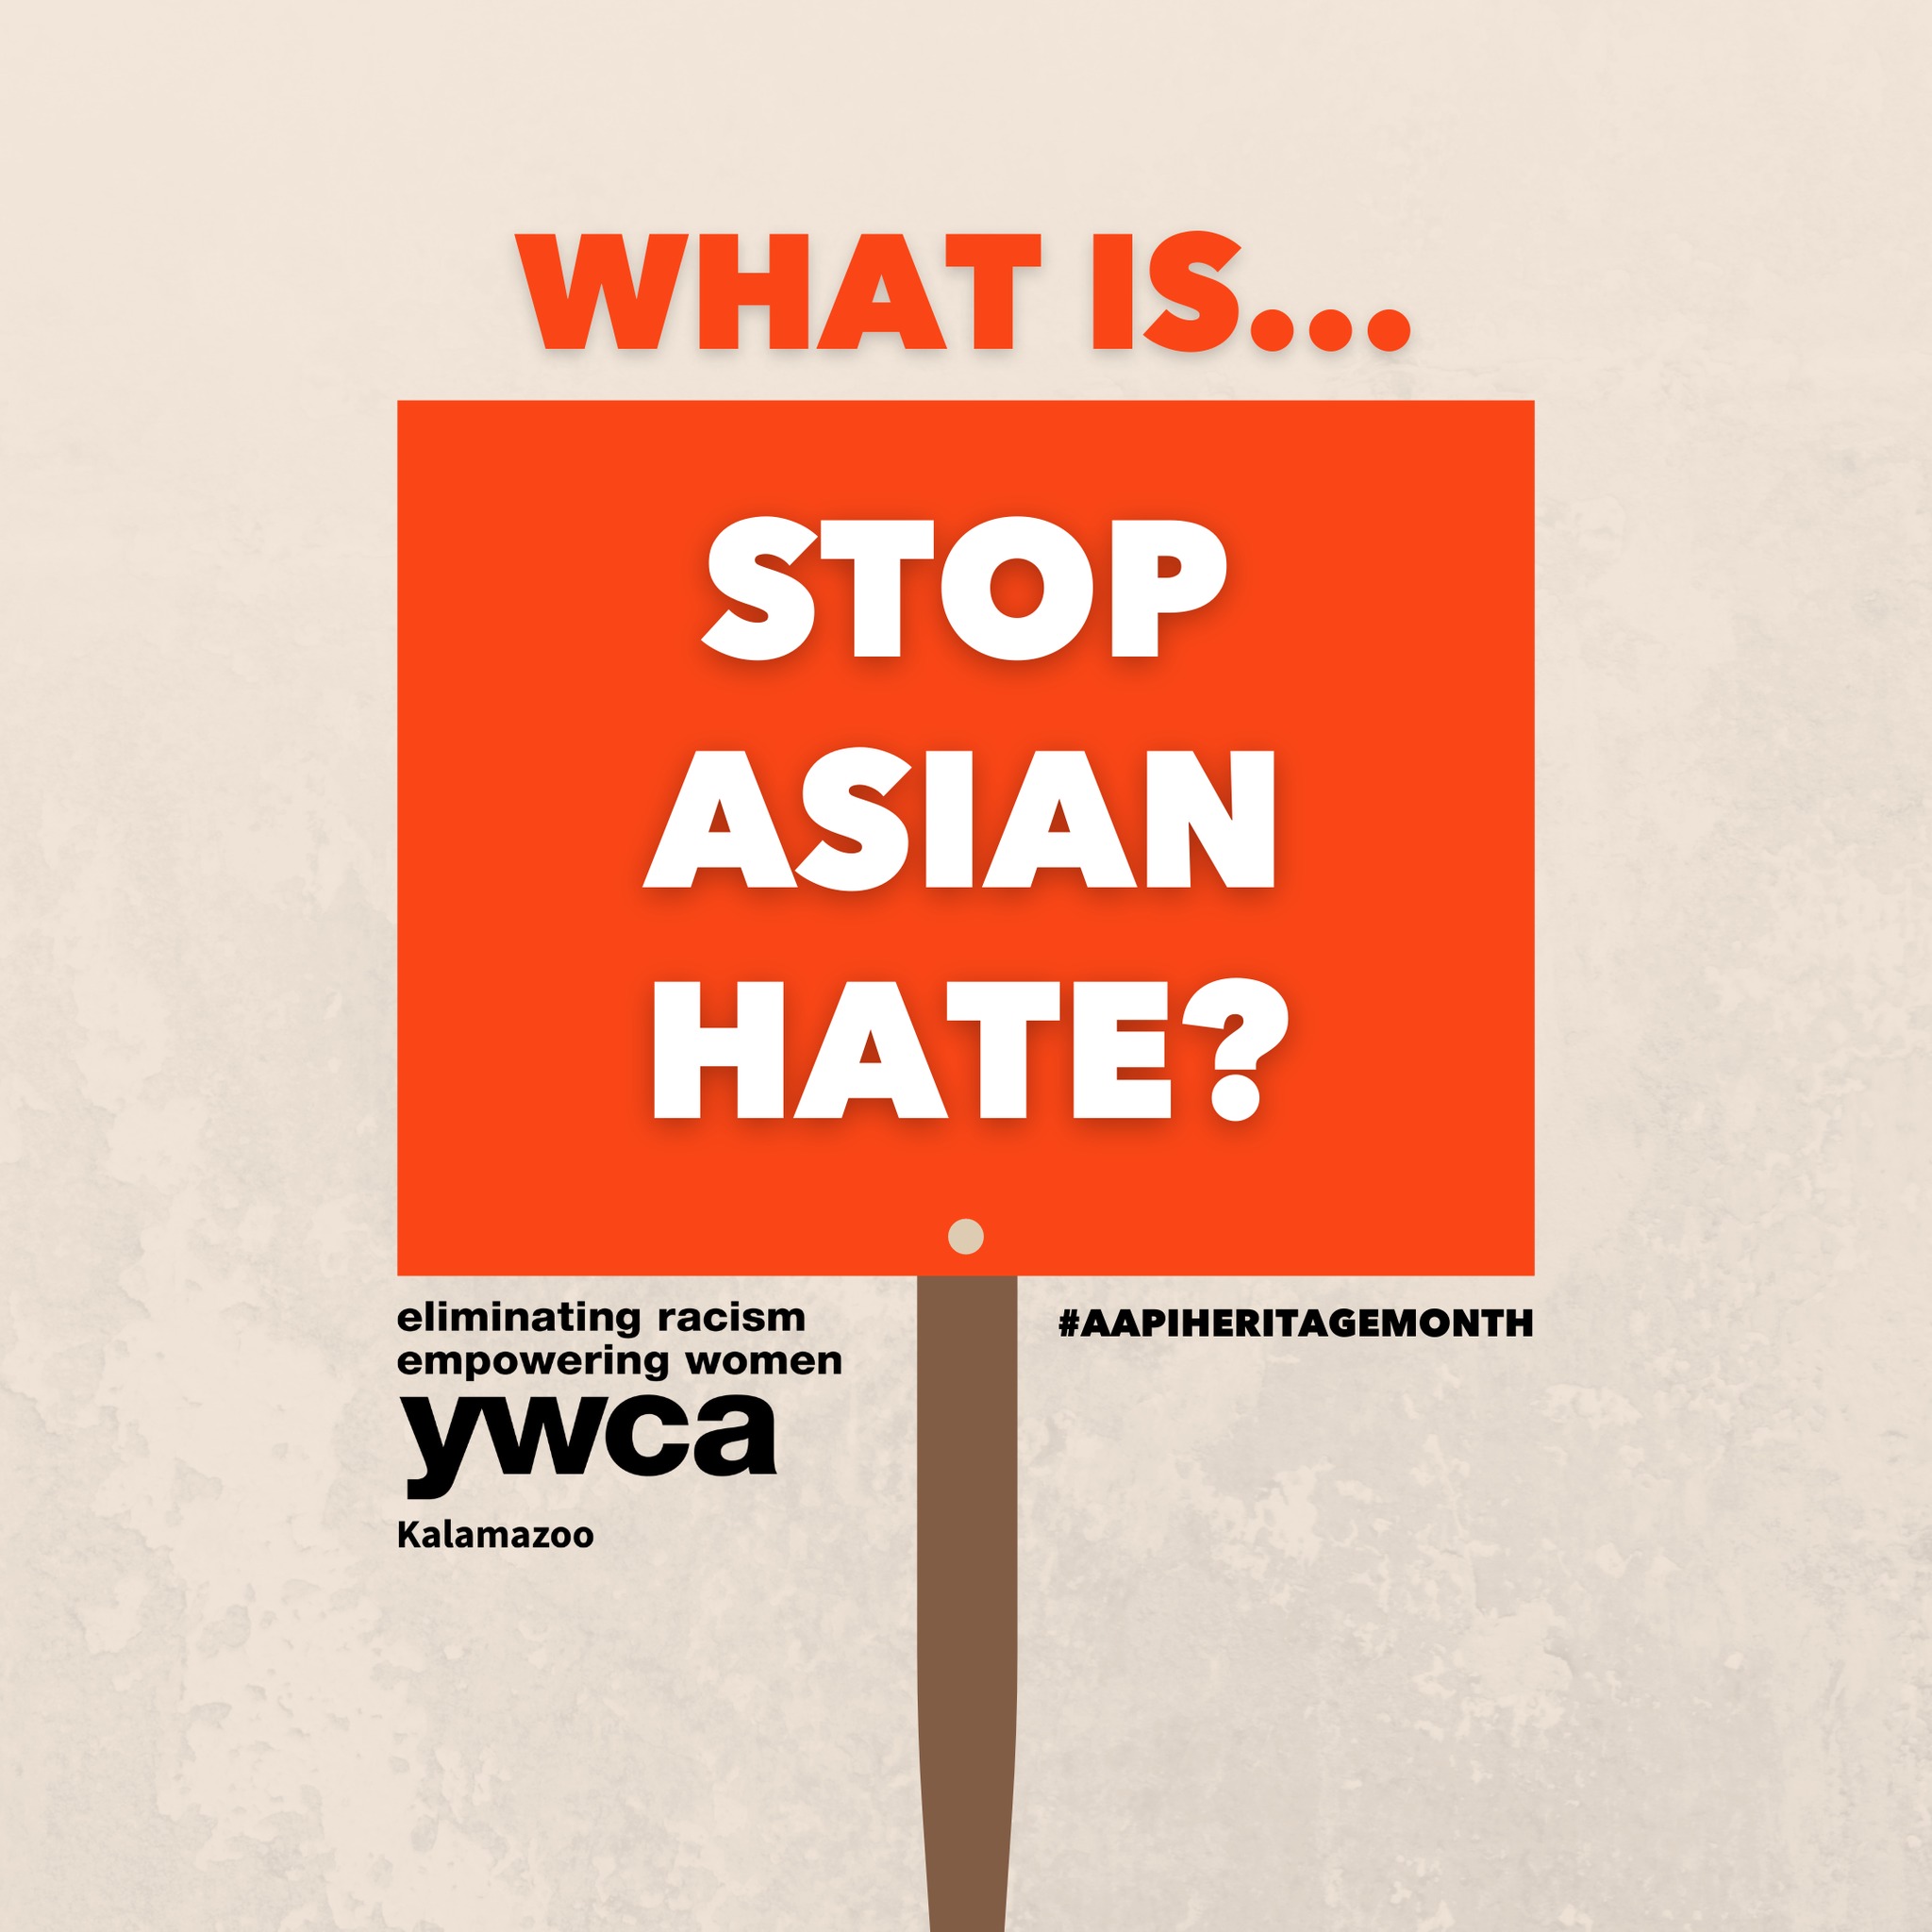 WHAT IS...
STOP
ASIAN
HATE?
eliminating racism
empowering women
ywca
Kalamazoo
#AAPIHERITAGEMONTH